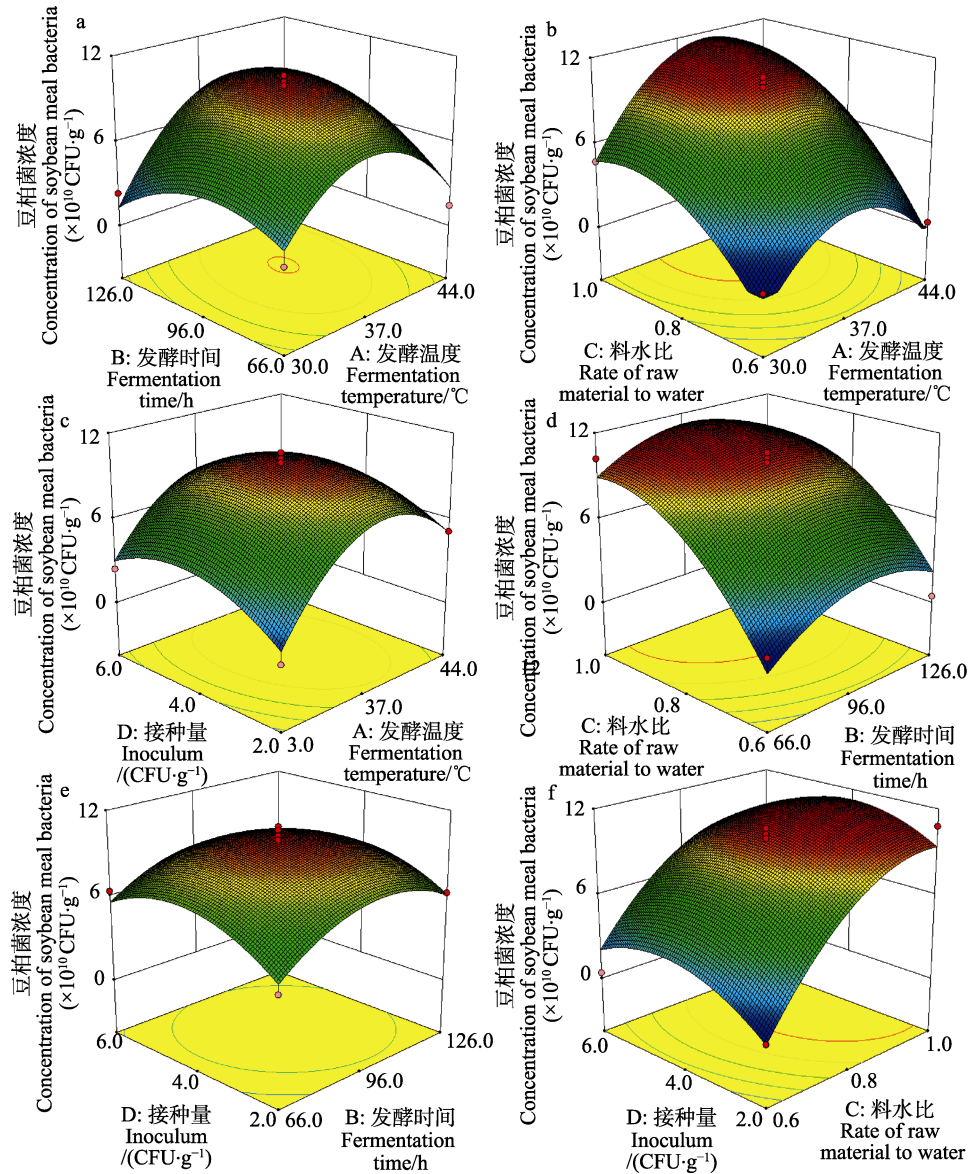 a
豆柏菌浓度
Concentration of soybean meal bacteria
(×10¹⁰ CFU·g⁻¹)
12
6
0
126.0
96.0
66.0
30.0
37.0
44.0
B: 发酵时间
Fermentation
time/h
A: 发酵温度
Fermentation
temperature/℃
b
豆柏菌浓度
Concentration of soybean meal bacteria
(×10¹⁰ CFU·g⁻¹)
12
6
0
1.0
0.8
0.6
30.0
37.0
44.0
C: 料水比
Rate of raw
material to water
A: 发酵温度
Fermentation
temperature/℃
c
豆柏菌浓度
Concentration of soybean meal bacteria
(×10¹⁰ CFU·g⁻¹)
12
6
0
6.0
4.0
2.0
3.0
37.0
44.0
D: 接种量
Inoculum
/(CFU·g⁻¹)
A: 发酵温度
Fermentation
temperature/℃
d
豆柏菌浓度
Concentration of soybean meal bacteria
(×10¹⁰ CFU·g⁻¹)
12
6
0
12
1.0
0.8
0.6
66.0
96.0
126.0
C: 料水比
Rate of raw
material to water
B: 发酵时间
Fermentation
time/h
e
豆柏菌浓度
Concentration of soybean meal bacteria
(×10¹⁰ CFU·g⁻¹)
12
6
0
6.0
4.0
2.0
66.0
96.0
126.0
D: 接种量
Inoculum
/(CFU·g⁻¹)
B: 发酵时间
Fermentation
time/h
f
豆柏菌浓度
Concentration of soybean meal bacteria
(×10¹⁰ CFU·g⁻¹)
12
6
0
6.0
4.0
2.0
0.6
0.8
1.0
D: 接种量
Inoculum
/(CFU·g⁻¹)
C: 料水比
Rate of raw
material to water